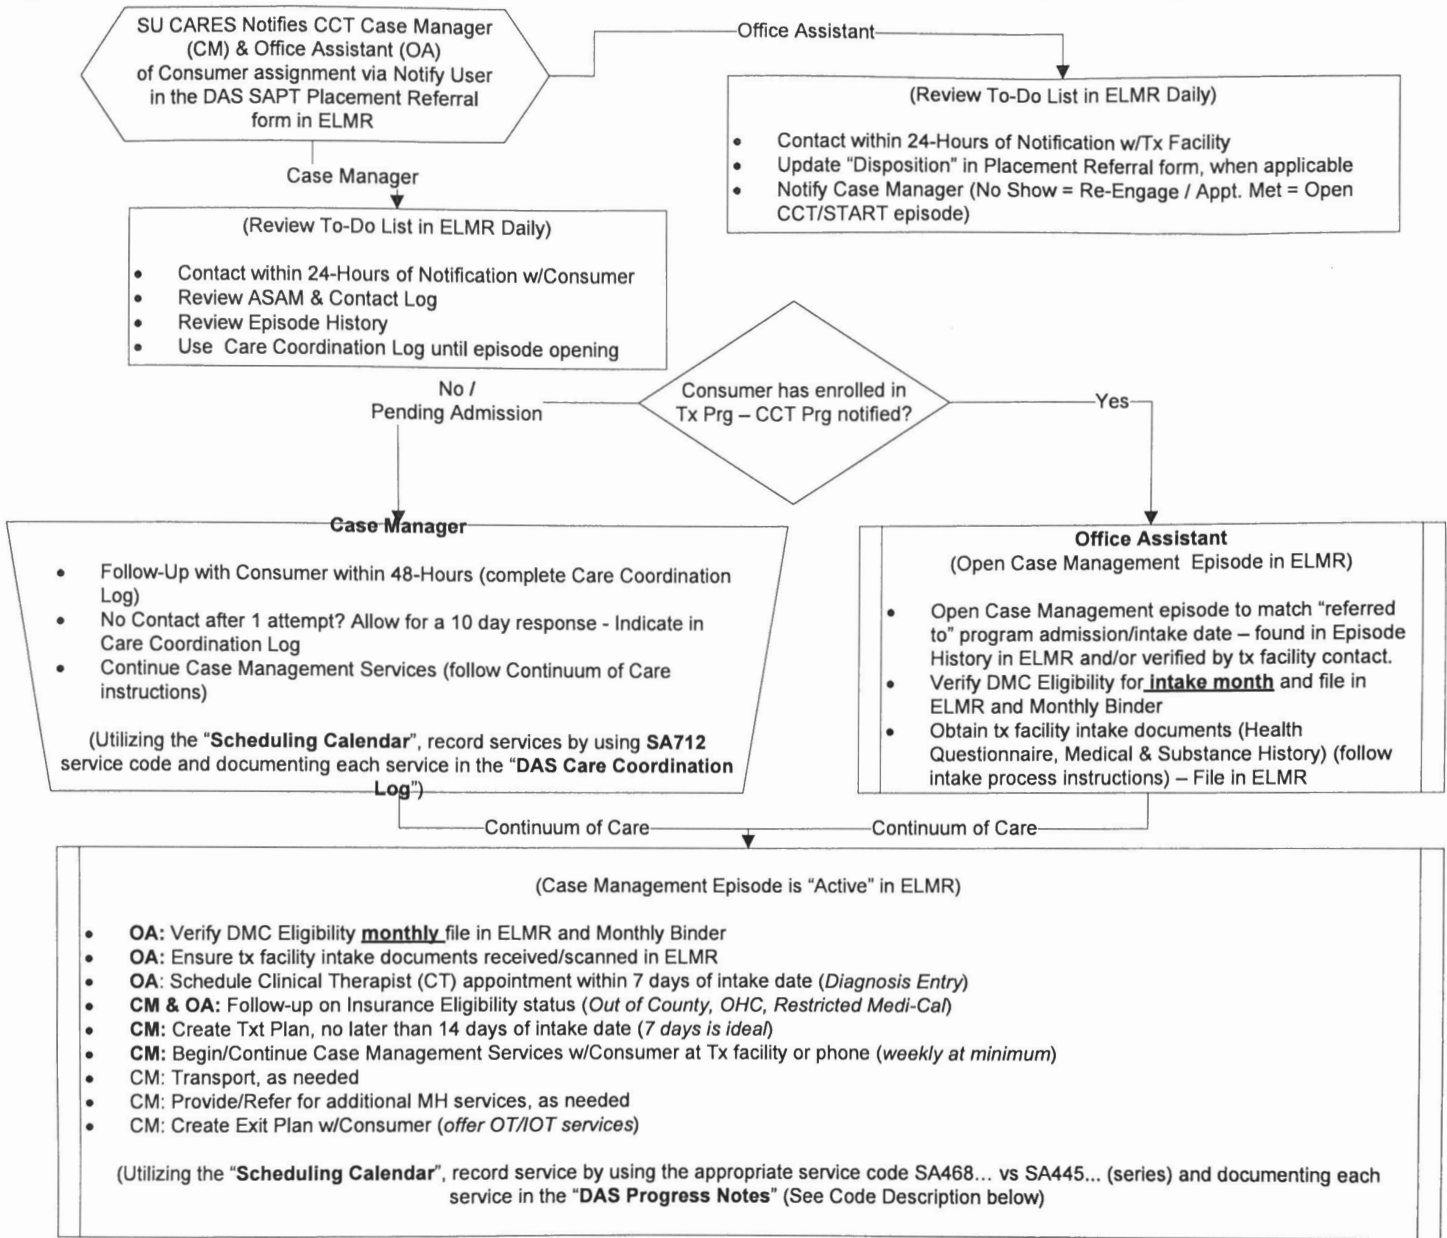 SU CARES Notifies CCT Case Manager
(CM) & Office Assistant (OA)
of Consumer assignment via Notify User
in the DAS SAPT Placement Referral
form in ELMR
Office Assistant
(Review To-Do List in ELMR Daily)
• Contact within 24-Hours of Notification w/Tx Facility
• Update “Disposition” in Placement Referral form, when applicable
• Notify Case Manager (No Show = Re-Engage / Appt. Met = Open
CCT/START episode)
Case Manager
(Review To-Do List in ELMR Daily)
• Contact within 24-Hours of Notification w/Consumer
• Review ASAM & Contact Log
• Review Episode History
• Use Care Coordination Log until episode opening
Consumer has enrolled in
Tx Prg – CCT Prg notified?
No /
Pending Admission
Yes
Case Manager
• Follow-Up with Consumer within 48-Hours (complete Care Coordination
Log)
• No Contact after 1 attempt? Allow for a 10 day response - Indicate in
Care Coordination Log
• Continue Case Management Services (follow Continuum of Care
instructions)
(Utilizing the “Scheduling Calendar”, record services by using SA712
service code and documenting each service in the “DAS Care Coordination
Log”)
Office Assistant
(Open Case Management Episode in ELMR)
• Open Case Management episode to match “referred
to” program admission/intake date – found in Episode
History in ELMR and/or verified by tx facility contact.
• Verify DMC Eligibility for intake month and file in
ELMR and Monthly Binder
• Obtain tx facility intake documents (Health
Questionnaire, Medical & Substance History) (follow
intake process instructions) – File in ELMR
Continuum of Care
Continuum of Care
(Case Management Episode is “Active” in ELMR)
• OA: Verify DMC Eligibility monthly file in ELMR and Monthly Binder
• OA: Ensure tx facility intake documents received/scanned in ELMR
• OA: Schedule Clinical Therapist (CT) appointment within 7 days of intake date (Diagnosis Entry)
• CM & OA: Follow-up on Insurance Eligibility status (Out of County, OHC, Restricted Medi-Cal)
• CM: Create Txt Plan, no later than 14 days of intake date (7 days is ideal)
• CM: Begin/Continue Case Management Services w/Consumer at Tx facility or phone (weekly at minimum)
• CM: Transport, as needed
• CM: Provide/Refer for additional MH services, as needed
• CM: Create Exit Plan w/Consumer (offer OT/IOT services)
(Utilizing the “Scheduling Calendar”, record service by using the appropriate service code SA468... vs SA445... (series) and documenting each
service in the “DAS Progress Notes” (See Code Description below)